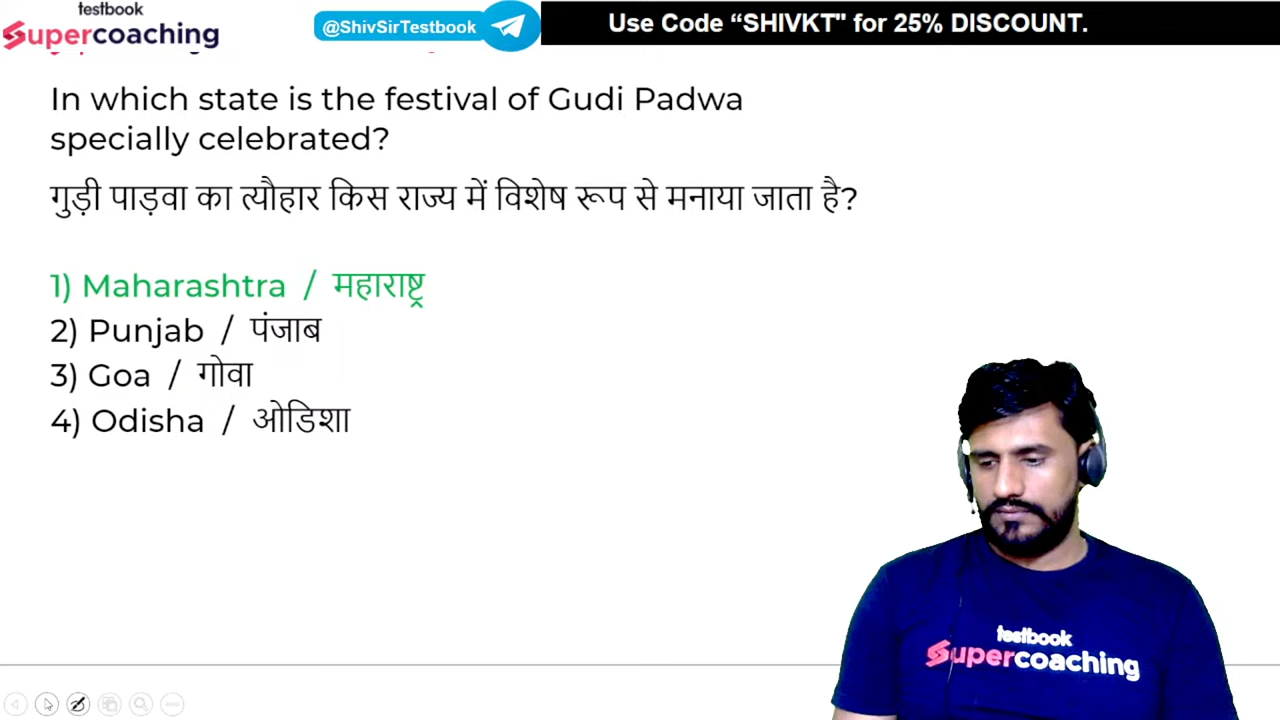 testbook
Supercoaching
@ShivSirTestbook
Use Code “SHIVKT" for 25% DISCOUNT.
In which state is the festival of Gudi Padwa
specially celebrated?
गुड़ी पाड़वा का त्यौहार किस राज्य में विशेष रूप से मनाया जाता है?
1) Maharashtra / महाराष्ट्र
2) Punjab / पंजाब
3) Goa / गोवा
4) Odisha / ओडिशा
testbook
Supercoaching